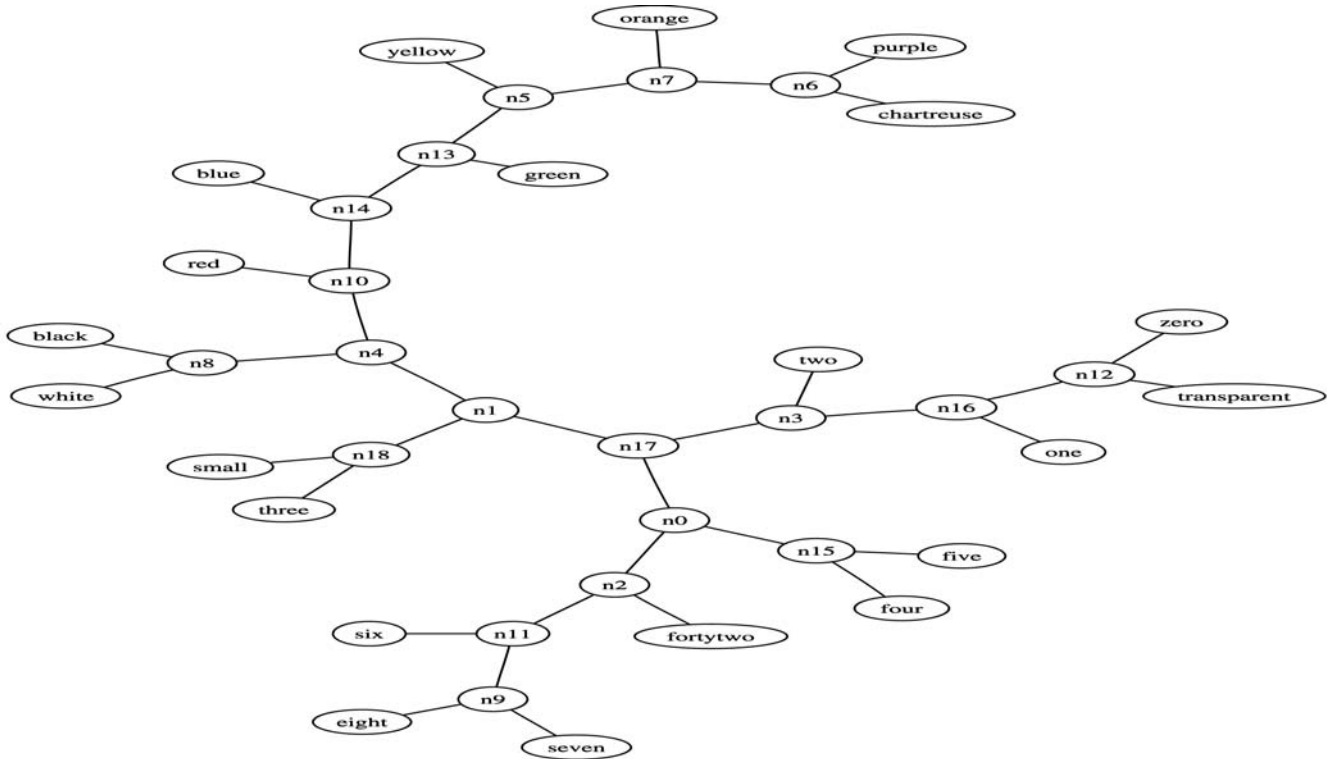 orange
purple
yellow
n7
n6
n5
chartreuse
n13
blue
green
n14
red
n10
zero
black
n4
two
n8
n12
white
transparent
n1
n16
n3
n17
one
n18
small
three
n0
n15
five
n2
four
six
n11
fortytwo
n9
eight
seven